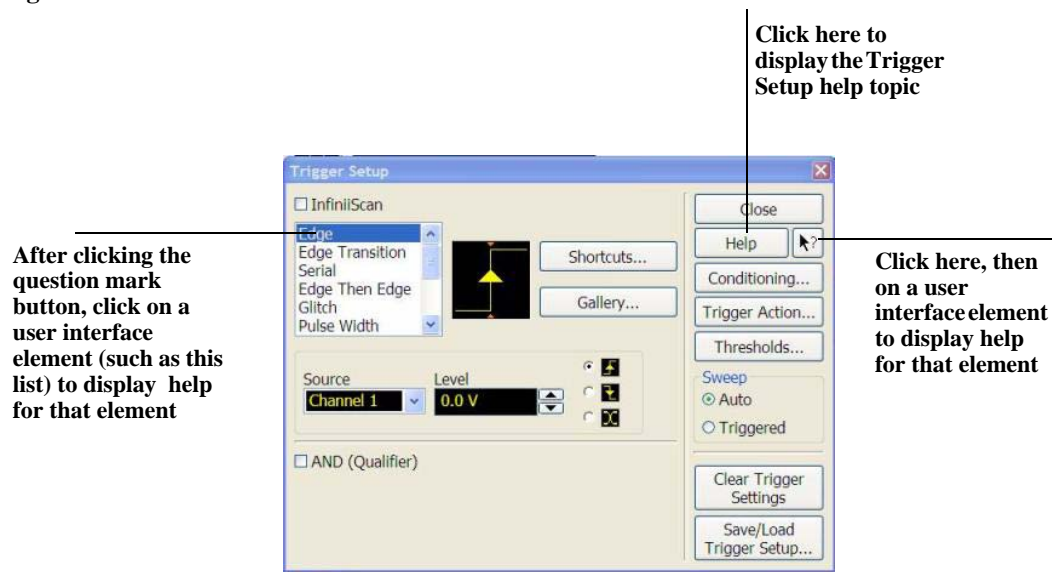 Click here to
display the Trigger
Setup help topic
Trigger Setup
InfiniiScan
Edge
Edge Transition
Serial
Edge Then Edge
Glitch
Pulse Width
Shortcuts...
Gallery...
Source
Level
Channel 1
0.0 V
AND (Qualifier)
Close
Help
?
Conditioning...
Trigger Action...
Thresholds...
Sweep
Auto
Triggered
Clear Trigger
Settings
Save/Load
Trigger Setup...
After clicking the
question mark
button, click on a
user interface
element (such as this
list) to display help
for that element
Click here, then
on a user
interface element
to display help
for that element